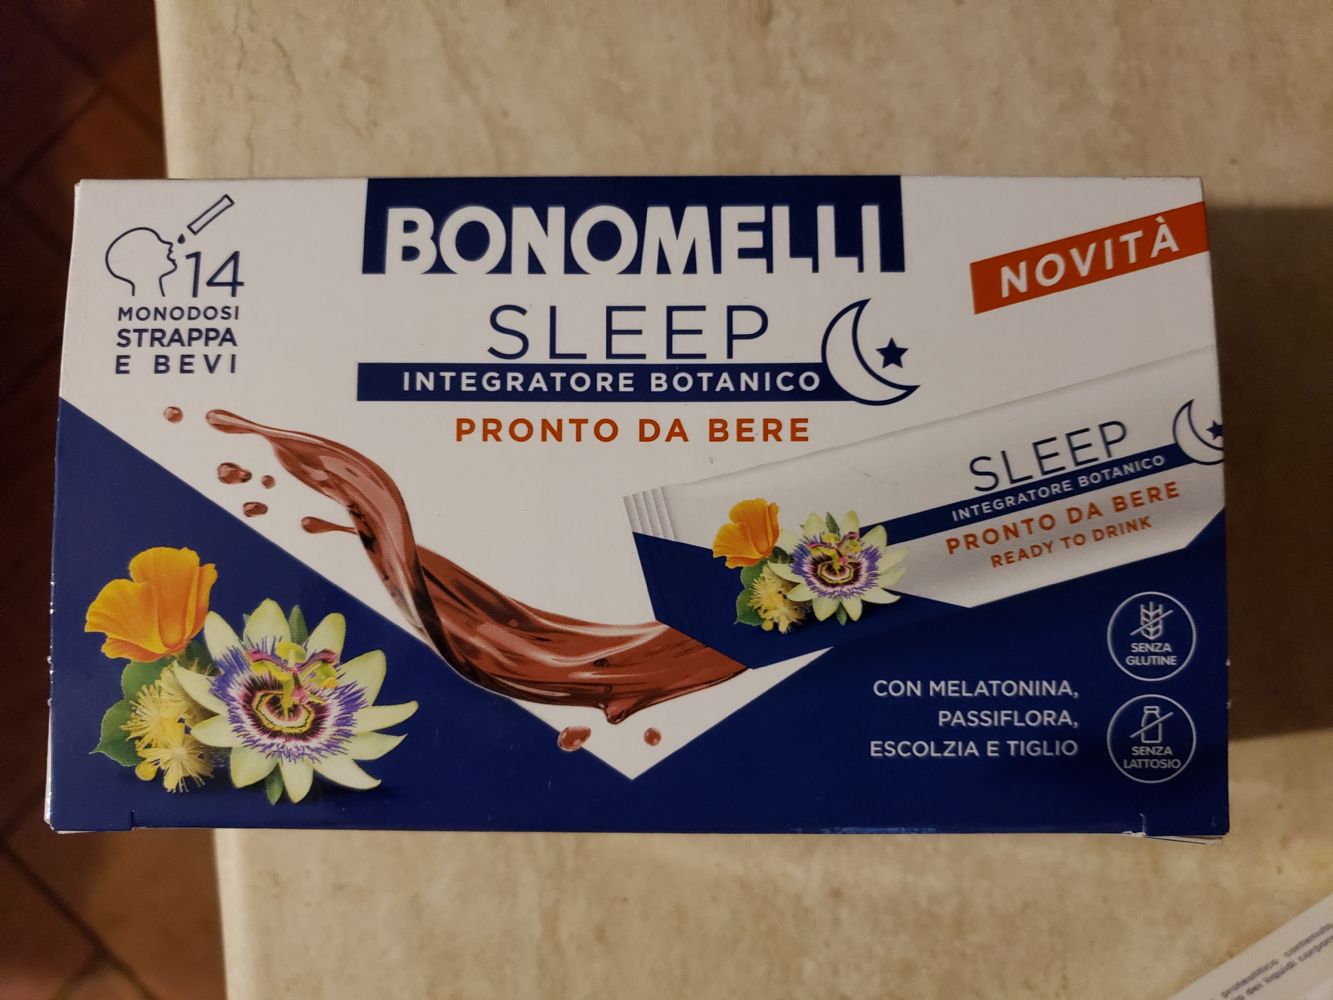 BONOMELLI
14
MONODOSI
STRAPPA
E BEVI
NOVITÀ
SLEEP
INTEGRATORE BOTANICO
PRONTO DA BERE
SLEEP
INTEGRATORE BOTANICO
PRONTO DA BERE
READY TO DRINK
SENZA
GLUTINE
CON MELATONINA,
PASSIFLORA,
ESCOLZIA E TIGLIO
SENZA
LATTOSIO